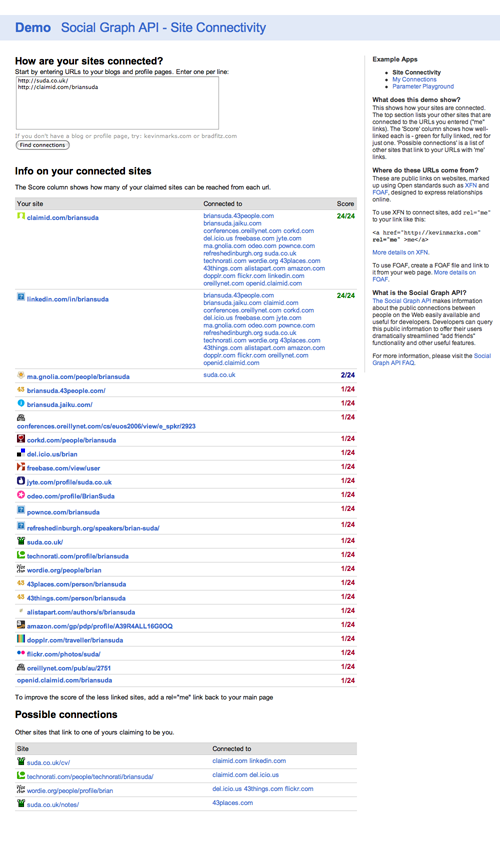 Demo Social Graph API - Site Connectivity
How are your sites connected?
Start by entering URLs to your blogs and profile pages. Enter one per line:
http://suda.co.uk/
http://claimid.com/briansuda
If you don't have a blog or profile page, try: kevinmarks.com or bradfitz.com
Find connections
Info on your connected sites
The Score column shows how many of your claimed sites can be reached from each url.
Your site Connected to Score
claimid.com/briansuda briansuda.43people.com 24/24
briansuda.jaiku.com/
conferences.oreillynet.com corkd.com
del.icio.us freebase.com jyte.com
ma.gnolia.com odeo.com pownce.com
refreshedinburgh.org suda.co.uk
technorati.com wordie.org 43places.com
43things.com alistapart.com amazon.com
dopplr.com flickr.com linkedin.com
oreillynet.com openid.claimid.com
linkedin.com/in/briansuda briansuda.43people.com 24/24
briansuda.jaiku.com claimid.com
conferences.oreillynet.com corkd.com
del.icio.us freebase.com jyte.com
ma.gnolia.com odeo.com pownce.com
refreshedinburgh.org suda.co.uk
technorati.com wordie.org 43places.com
43things.com alistapart.com amazon.com
dopplr.com flickr.com oreillynet.com
openid.claimid.com
ma.gnolia.com/people/briansuda suda.co.uk 2/24
43 briansuda.43people.com/ 1/24
briansuda.jaiku.com/ 1/24
conferences.oreillynet.com/cs/euos2006/view/e_spkr/2923 1/24
corkd.com/people/briansuda 1/24
del.icio.us/brian 1/24
freebase.com/view/user 1/24
jyte.com/profile/suda.co.uk 1/24
odeo.com/profile/BrianSuda 1/24
pownce.com/briansuda 1/24
refreshedinburgh.org/speakers/brian-suda/ 1/24
suda.co.uk/ 1/24
technorati.com/profile/briansuda 1/24
wordie.org/people/brian 1/24
43 43places.com/person/briansuda 1/24
43 43things.com/person/briansuda 1/24
alistapart.com/authors/s/briansuda 1/24
amazon.com/gp/pdp/profile/A39R4ALL16G0OQ 1/24
dopplr.com/traveller/briansuda 1/24
flickr.com/photos/suda/ 1/24
oreillynet.com/pub/au/2751 1/24
openid.claimid.com/briansuda 1/24
To improve the score of the less linked sites, add a rel="me" link back to your main page
Possible connections
Other sites that link to one of yours claiming to be you.
Site Connected to
suda.co.uk/cv/ claimid.com linkedin.com
technorati.com/people/technorati/briansuda/ claimid.com del.icio.us
wordie.org/people/profile/brian del.icio.us 43things.com flickr.com
suda.co.uk/notes/ 43places.com
Example Apps
Site Connectivity
My Connections
Parameter Playground
What does this demo show?
This shows how your sites are connected.
The top section lists your other sites that are
connected to the URLs you entered ("me"
links). The 'Score' column shows how well-
linked each is - green for fully linked, red for
just one. 'Possible connections' is a list of
other sites that link to your URLs with 'me'
links.
Where do these URLs come from?
These are public links on websites, marked
up using Open standards such as XFN and
FOAF, designed to express relationships
online.
To use XFN to connect sites, add rel="me"
to your link like this:
<a href="http://kevinmarks.com"
rel="me" >me</a>
More details on XFN.
To use FOAF, create a FOAF file and link to
it from your web page. More details on
FOAF.
What is the Social Graph API?
The Social Graph API makes information
about the public connections between
people on the Web easily available and
useful for developers. Developers can query
this public information to offer their users
dramatically streamlined "add friends"
functionality and other useful features.
For more information, please visit the Social
Graph API FAQ.